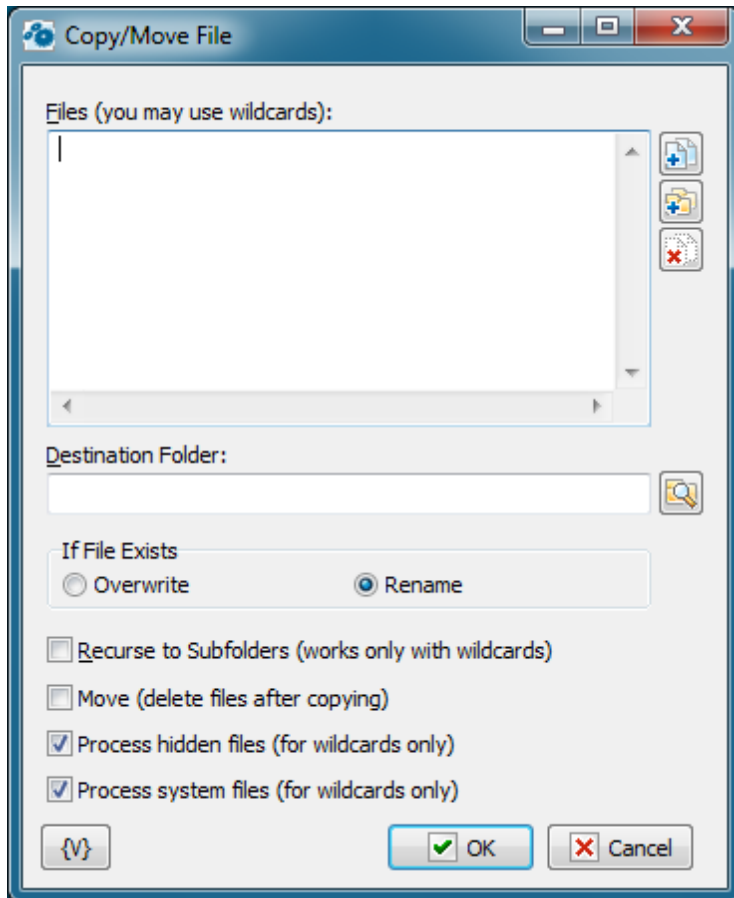 Copy/Move File
Files (you may use wildcards):
Destination Folder:
If File Exists
Overwrite Rename
Recurse to Subfolders (works only with wildcards)
Move (delete files after copying)
Process hidden files (for wildcards only)
Process system files (for wildcards only)
{V} OK Cancel